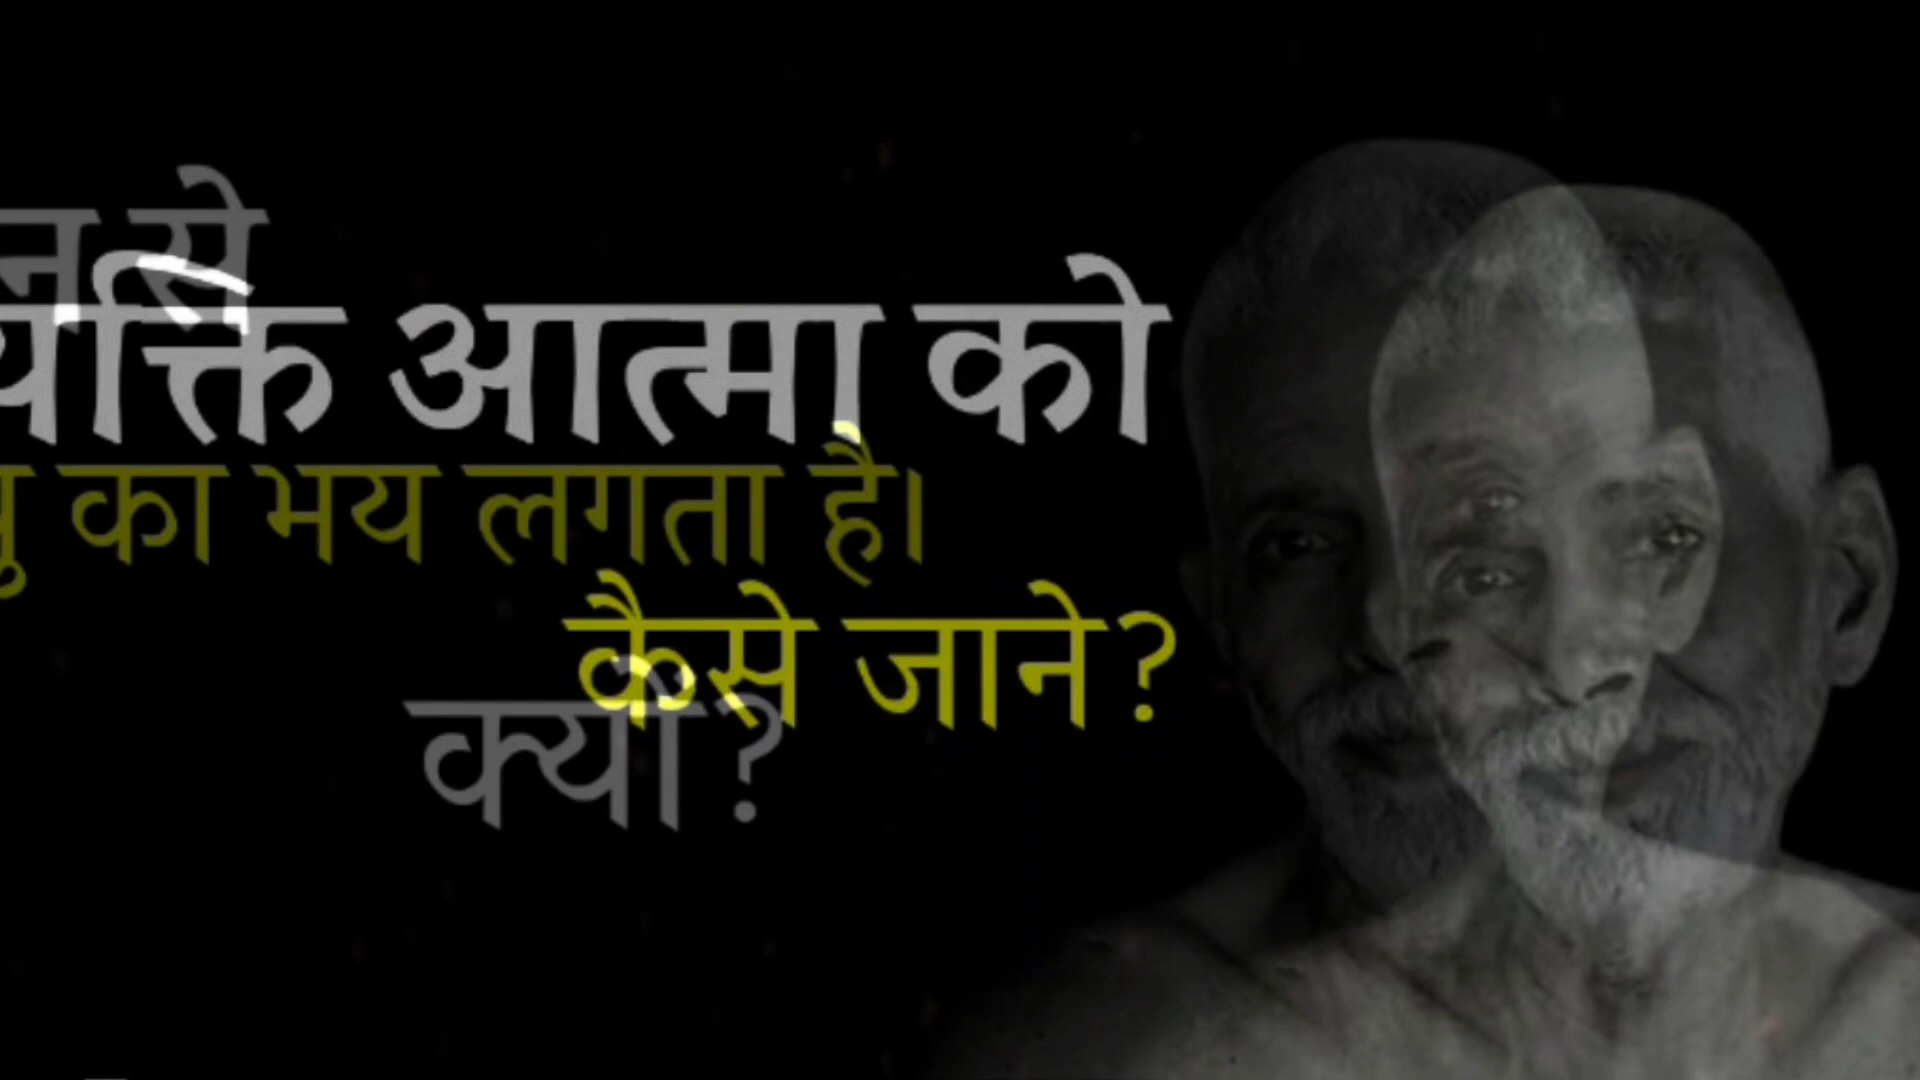 से
आत्मा को
का भय लगता है।
कैसे जाने?
क्यों?